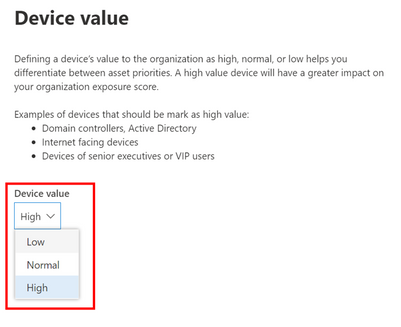 Device value
Defining a device's value to the organization as high, normal, or low helps you
differentiate between asset priorities. A high value device will have a greater impact on
your organization exposure score.
Examples of devices that should be mark as high value:
• Domain controllers, Active Directory
• Internet facing devices
• Devices of senior executives or VIP users
Device value
High
Low
Normal
High